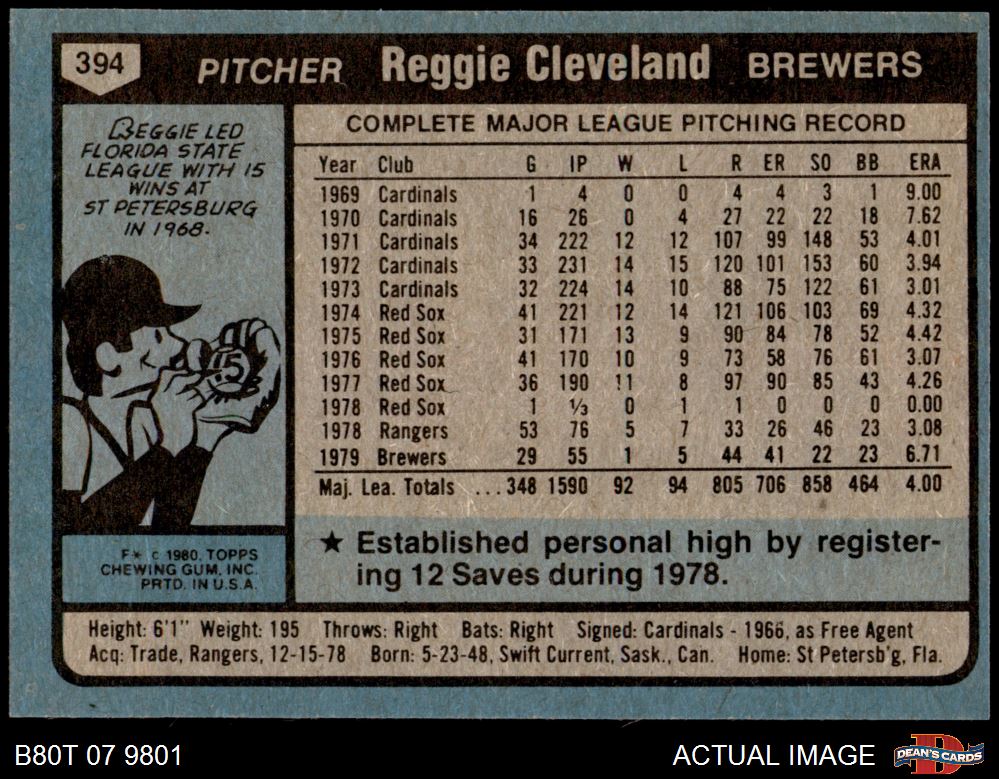 394 PITCHER Reggie Cleveland BREWERS
REGGIE LED
FLORIDA STATE
LEAGUE WITH 15
WINS AT
ST PETERSBURG
IN 1968.
15
F* © 1980, TOPPS
CHEWING GUM, INC.
PRTD. IN U.S.A.
COMPLETE MAJOR LEAGUE PITCHING RECORD
Year Club G IP W L R ER SO BB ERA
1969 Cardinals 1 4 0 0 4 4 3 1 9.00
1970 Cardinals 16 26 0 4 27 22 22 18 7.62
1971 Cardinals 34 222 12 12 107 99 148 53 4.01
1972 Cardinals 33 231 14 15 120 101 153 60 3.94
1973 Cardinals 32 224 14 10 88 75 122 61 3.01
1974 Red Sox 41 221 12 14 121 106 103 69 4.32
1975 Red Sox 31 171 13 9 90 84 78 52 4.42
1976 Red Sox 41 170 10 9 73 58 76 61 3.07
1977 Red Sox 36 190 11 8 97 90 85 43 4.26
1978 Red Sox 1 ⅓ 0 1 1 0 0 0 0.00
1978 Rangers 53 76 5 7 33 26 46 23 3.08
1979 Brewers 29 55 1 5 44 41 22 23 6.71
Maj. Lea. Totals ...348 1590 92 94 805 706 858 464 4.00
★ Established personal high by register-
ing 12 Saves during 1978.
Height: 6'1" Weight: 195 Throws: Right Bats: Right Signed: Cardinals - 1966, as Free Agent
Acq: Trade, Rangers, 12-15-78 Born: 5-23-48, Swift Current, Sask., Can. Home: St Petersb'g, Fla.
B80T 07 9801 ACTUAL IMAGE DEAN'S CARDS